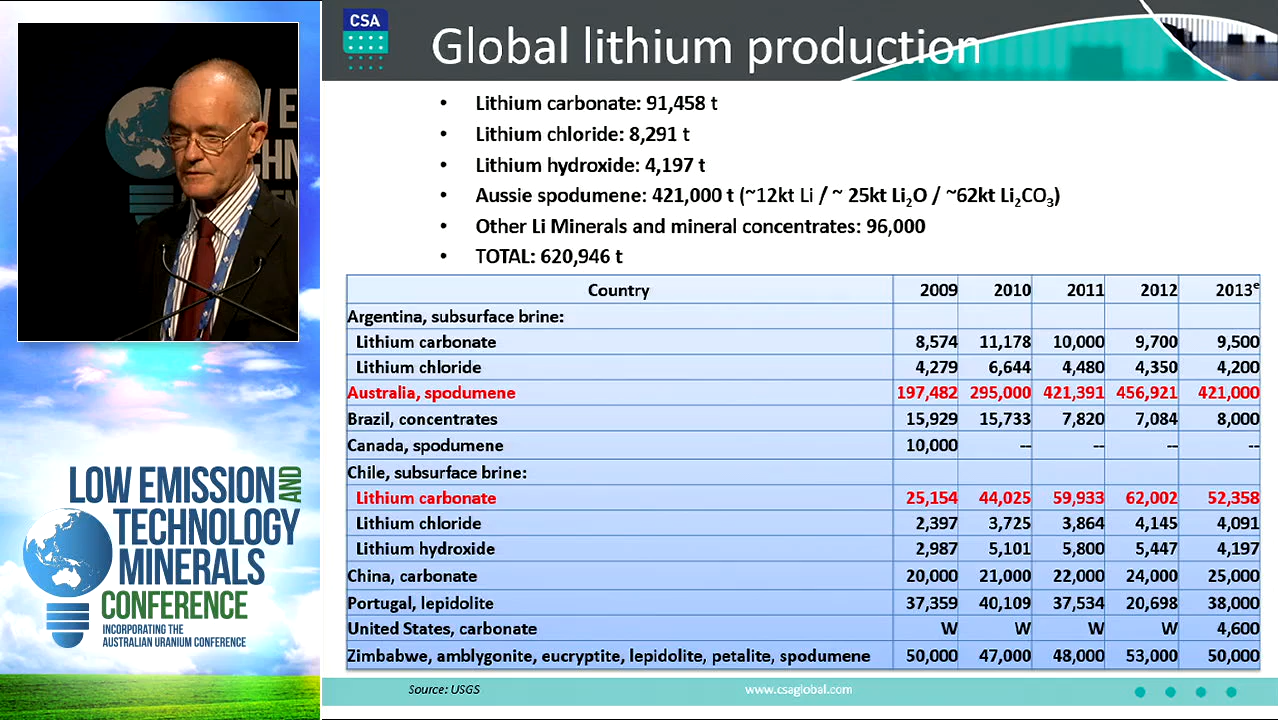 CSA
Global lithium production
• Lithium carbonate: 91,458 t
• Lithium chloride: 8,291 t
• Lithium hydroxide: 4,197 t
• Aussie spodumene: 421,000 t (~12kt Li / ~ 25kt Li₂O / ~62kt Li₂CO₃)
• Other Li Minerals and mineral concentrates: 96,000
• TOTAL: 620,946 t
Country 2009 2010 2011 2012 2013ᵉ
Argentina, subsurface brine:
Lithium carbonate 8,574 11,178 10,000 9,700 9,500
Lithium chloride 4,279 6,644 4,480 4,350 4,200
Australia, spodumene 197,482 295,000 421,391 456,921 421,000
Brazil, concentrates 15,929 15,733 7,820 7,084 8,000
Canada, spodumene 10,000 -- -- -- --
Chile, subsurface brine:
Lithium carbonate 25,154 44,025 59,933 62,002 52,358
Lithium chloride 2,397 3,725 3,864 4,145 4,091
Lithium hydroxide 2,987 5,101 5,800 5,447 4,197
China, carbonate 20,000 21,000 22,000 24,000 25,000
Portugal, lepidolite 37,359 40,109 37,534 20,698 38,000
United States, carbonate W W W W 4,600
Zimbabwe, amblygonite, eucryptite, lepidolite, petalite, spodumene 50,000 47,000 48,000 53,000 50,000
Source: USGS
www.csaglobal.com
LOW EMISSION AND
TECHNOLOGY
MINERALS
CONFERENCE
INCORPORATING THE
AUSTRALIAN URANIUM CONFERENCE